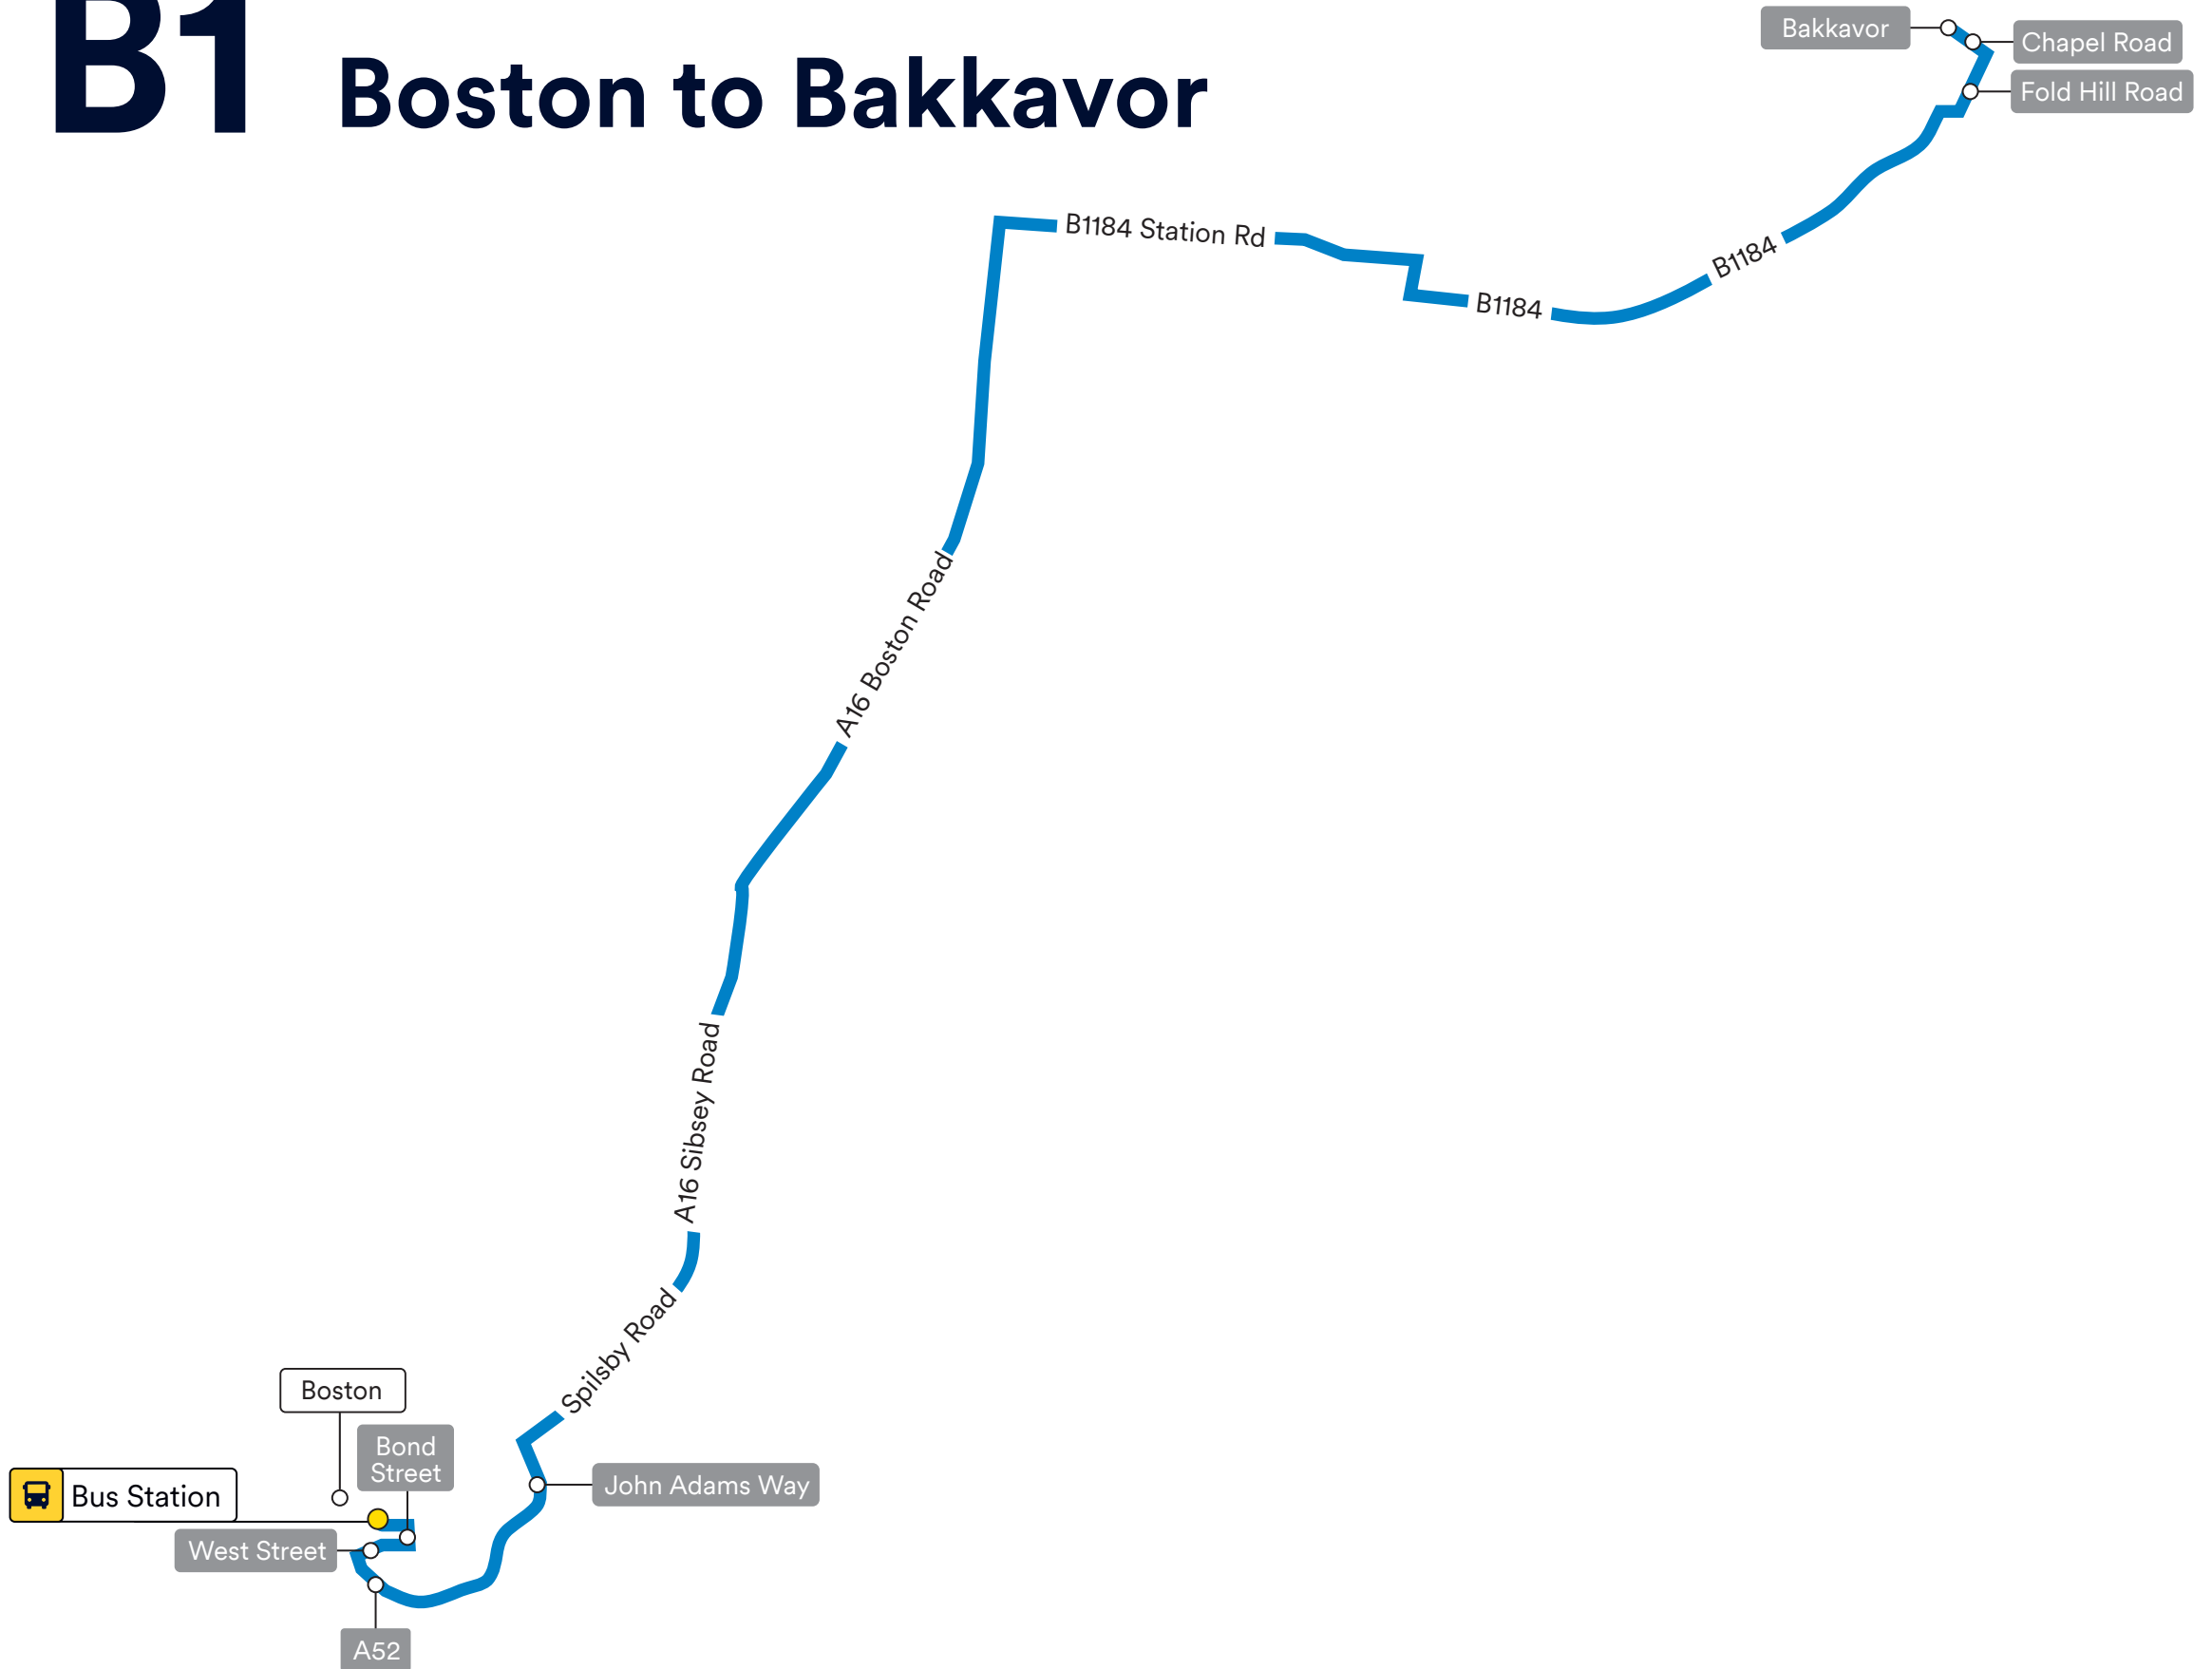 B1
Boston to Bakkavor
Bakkavor
Chapel Road
Fold Hill Road
B1184 Station Rd
B1184
B1184
A16 Boston Road
A16 Sibsey Road
Spilsby Road
Boston
Bond
Street
Bus Station
John Adams Way
West Street
A52